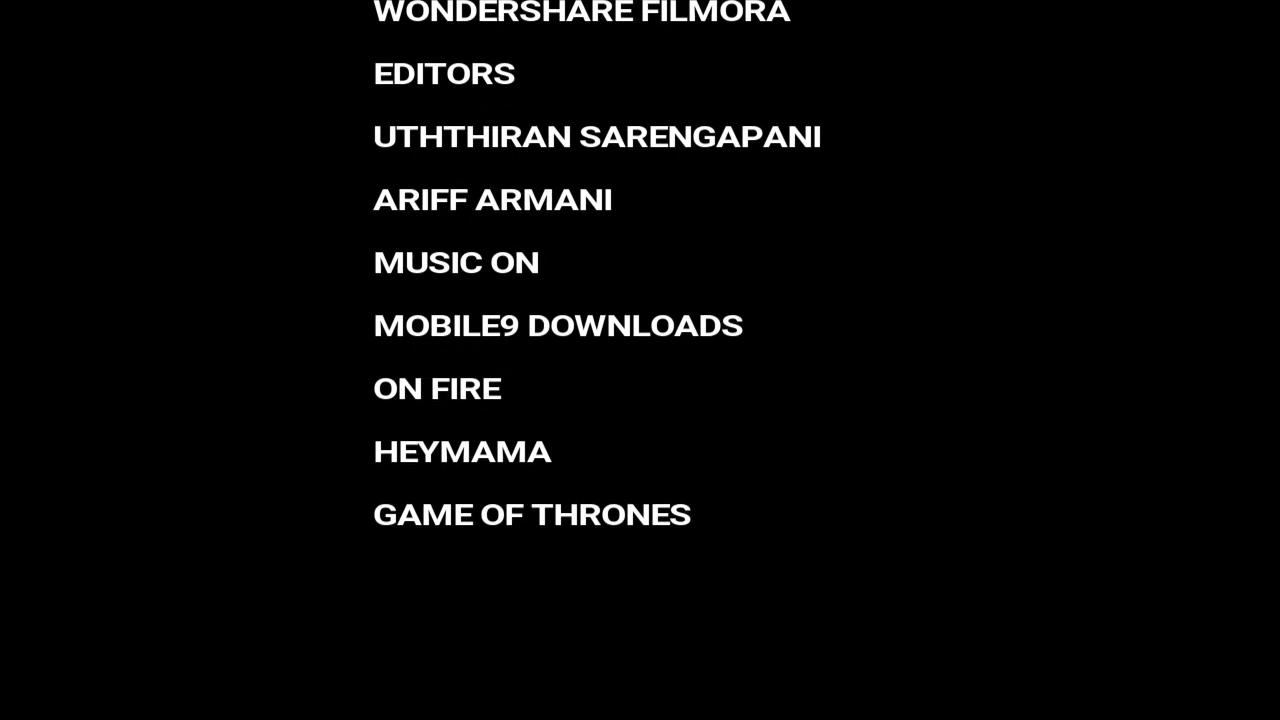 WONDERSHARE FILMORA
EDITORS
UTHTHIRAN SARENGAPANI
ARIFF ARMANI
MUSIC ON
MOBILE9 DOWNLOADS
ON FIRE
HEYMAMA
GAME OF THRONES